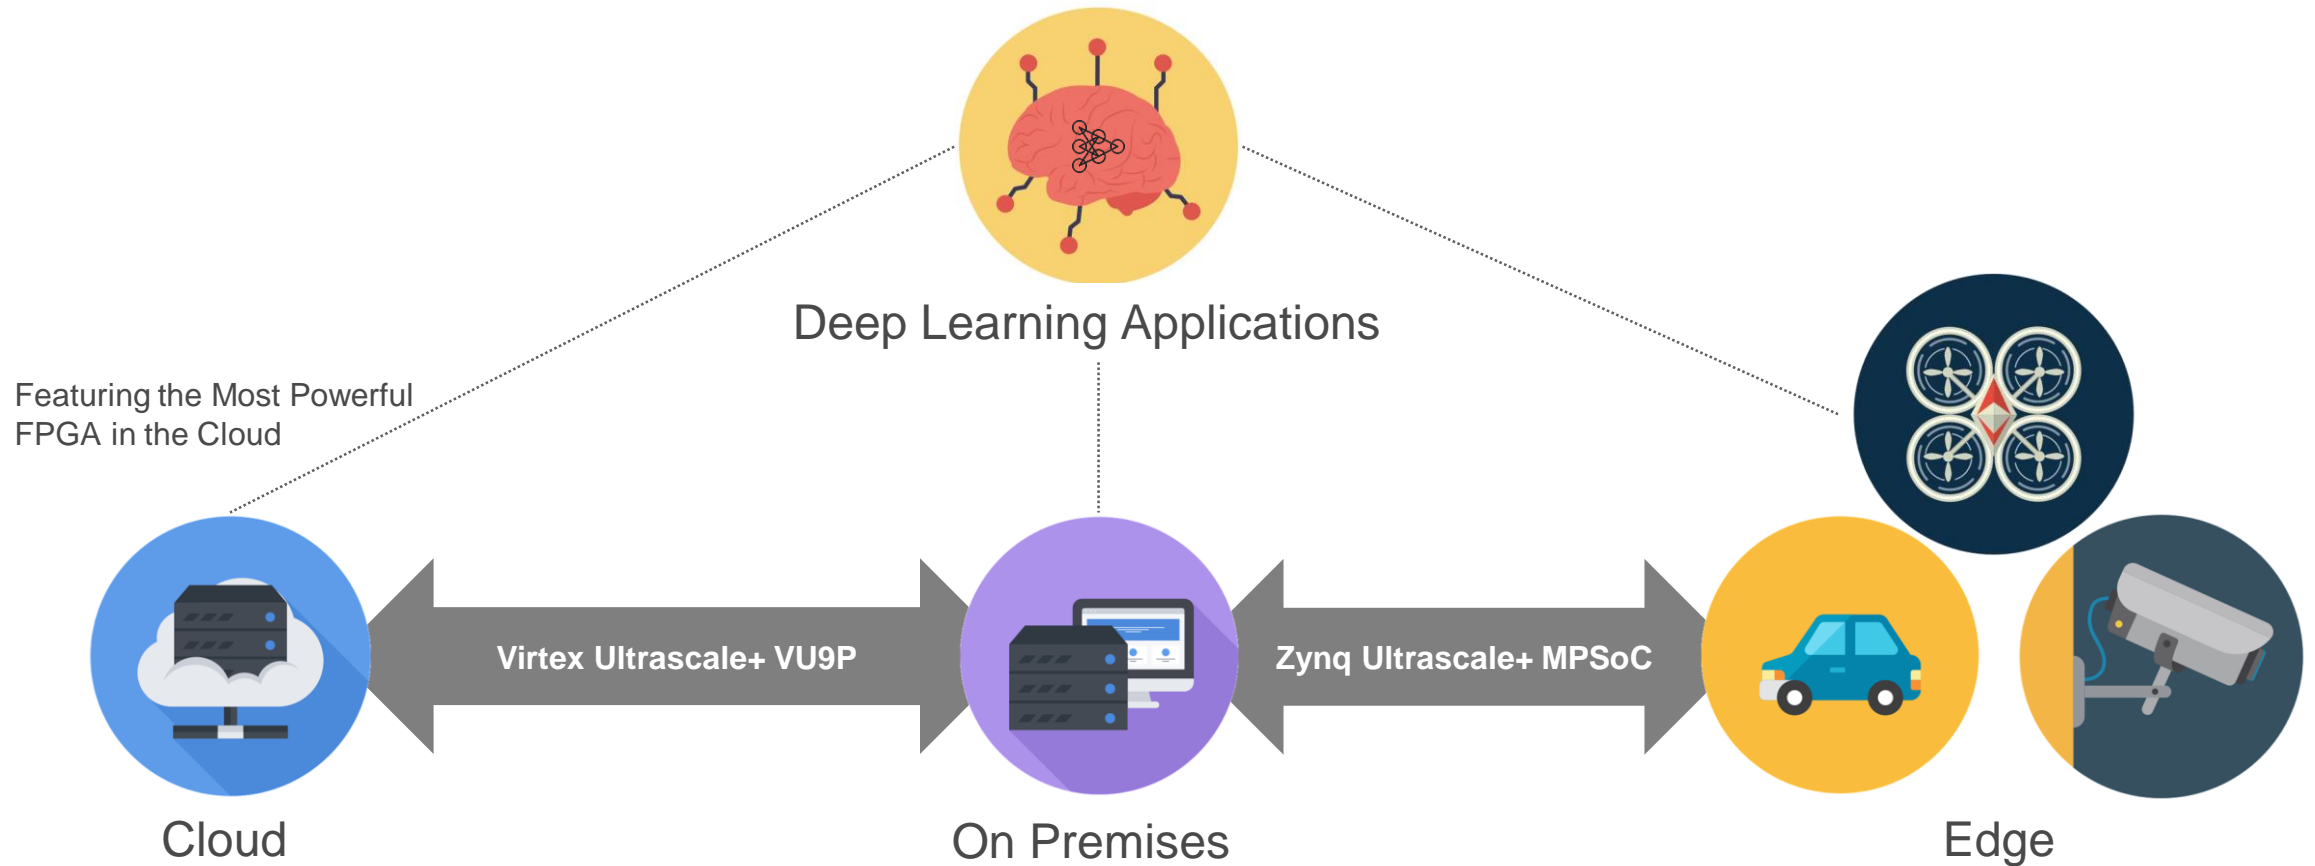 Deep Learning Applications
Featuring the Most Powerful
FPGA in the Cloud
Virtex Ultrascale+ VU9P
Zynq Ultrascale+ MPSoC
Cloud
On Premises
Edge